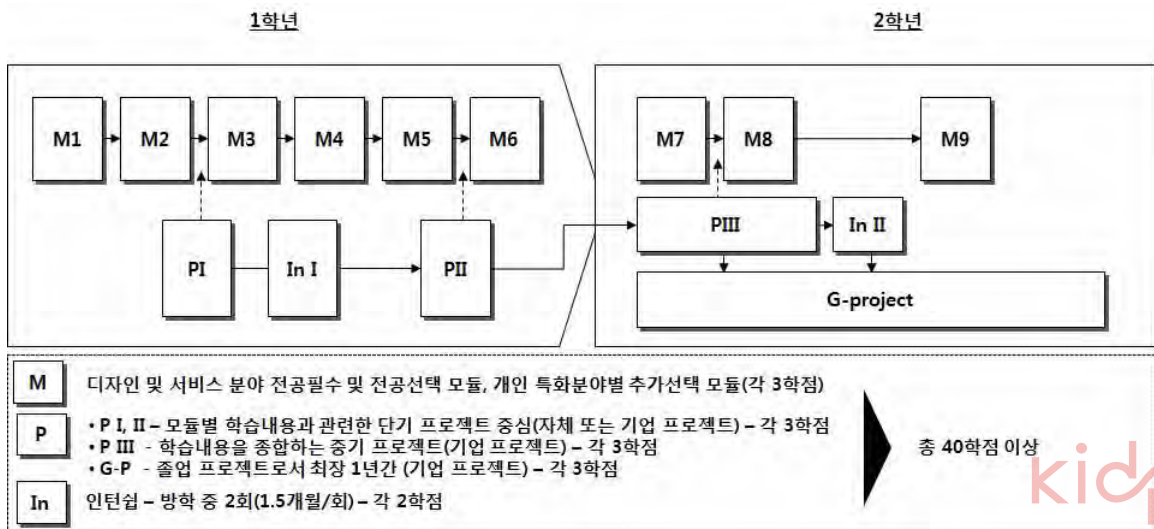 1학년
2학년
M1 M2 M3 M4 M5 M6
M7 M8 M9
PI In I PII
PIII In II
G-project
M 디자인 및 서비스 분야 전공필수 및 전공선택 모듈, 개인 특화분야별 추가선택 모듈(각 3학점)
P
• P I, II – 모듈별 학습내용과 관련한 단기 프로젝트 중심(자체 또는 기업 프로젝트) – 각 3학점
• P III - 학습내용을 종합하는 중기 프로젝트(기업 프로젝트) – 각 3학점
• G-P - 졸업 프로젝트로서 최장 1년간 (기업 프로젝트) – 각 3학점
In 인턴쉽 – 방학 중 2회(1.5개월/회) – 각 2학점
총 40학점 이상